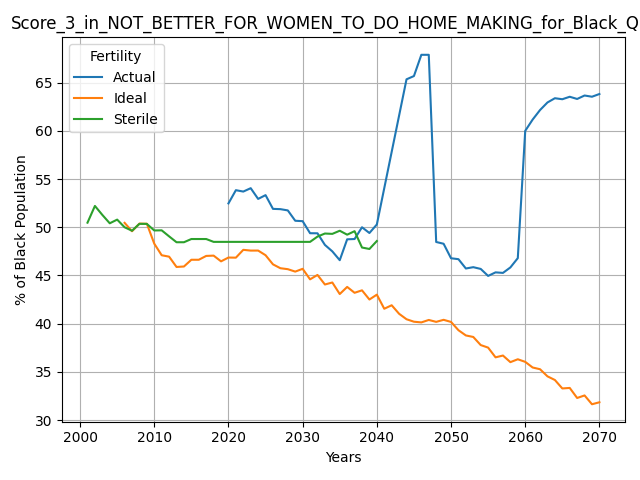 Score_3_in_NOT_BETTER_FOR_WOMEN_TO_DO_HOME_MAKING_for_Black_Q
Fertility
Actual
Ideal
Sterile
65
60
55
50
45
40
35
30
% of Black Population
2000 2010 2020 2030 2040 2050 2060 2070
Years